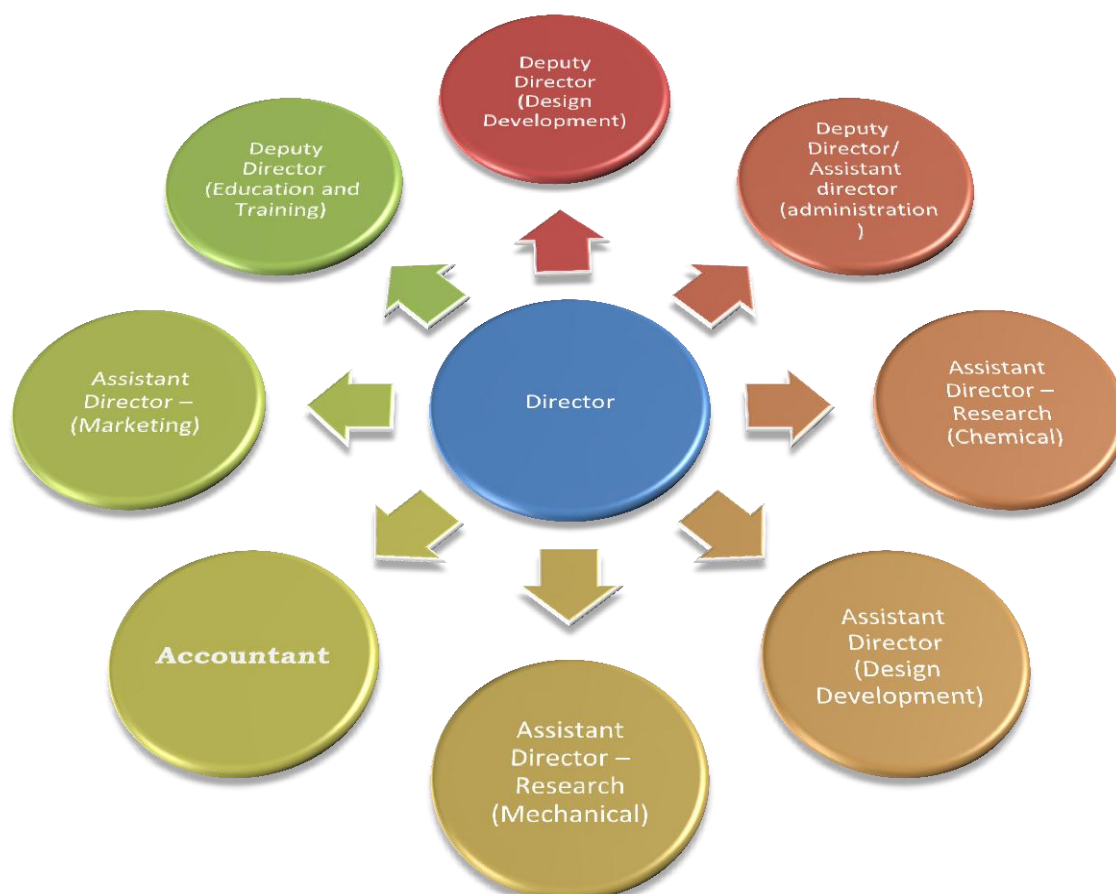 Deputy
Director
(Design
Development)
Deputy
Director/
Assistant
director
(administration
)
Assistant
Director –
Research
(Chemical)
Assistant
Director
(Design
Development)
Assistant
Director –
Research
(Mechanical)
Accountant
Assistant
Director –
(Marketing)
Deputy
Director
(Education and
Training)
Director